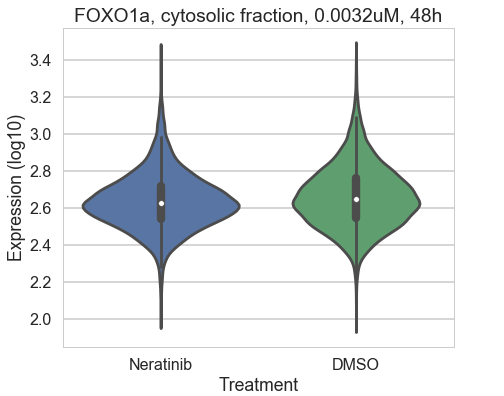 FOXO1a, cytosolic fraction, 0.0032uM, 48h
Expression (log10)
3.4
3.2
3.0
2.8
2.6
2.4
2.2
2.0
Neratinib
DMSO
Treatment